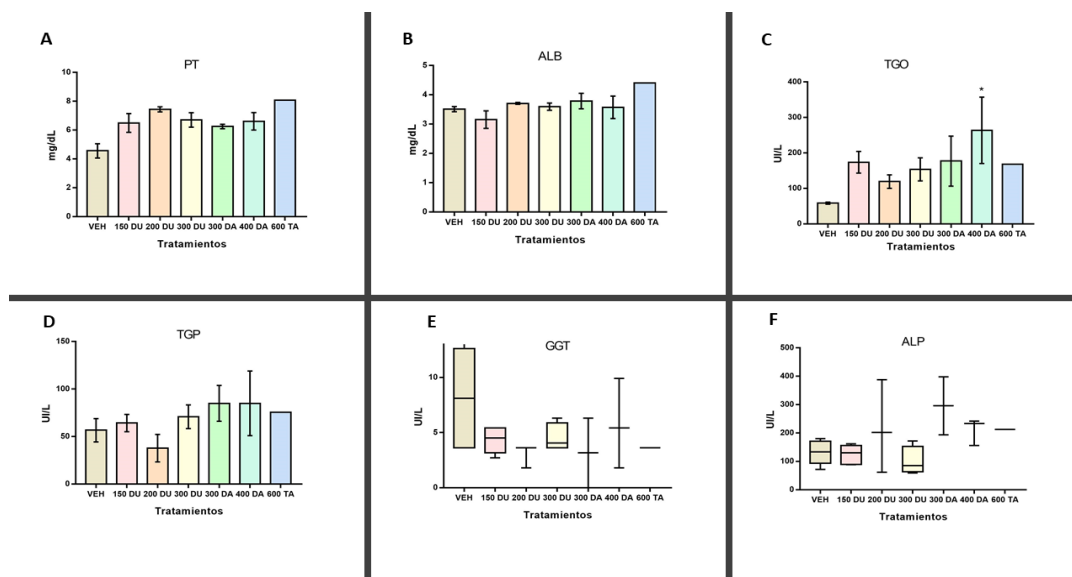 A
PT
mg/dL
10
8
6
4
2
0
VEH 150 DU 200 DU 300 DU 300 DA 400 DA 600 TA
Tratamientos
B
ALB
mg/dL
5
4
3
2
1
0
VEH 150 DU 200 DU 300 DU 300 DA 400 DA 600 TA
Tratamientos
C
TGO
UI/L
400
300
200
100
0
*
VEH 150 DU 200 DU 300 DU 300 DA 400 DA 600 TA
Tratamientos
D
TGP
UI/L
150
100
50
0
VEH 150 DU 200 DU 300 DU 300 DA 400 DA 600 TA
Tratamientos
E
GGT
UI/L
10
5
0
VEH 150 DU 200 DU 300 DU 300 DA 400 DA 600 TA
Tratamientos
F
ALP
UI/L
500
400
300
200
100
0
VEH 150 DU 200 DU 300 DU 300 DA 400 DA 600 TA
Tratamientos